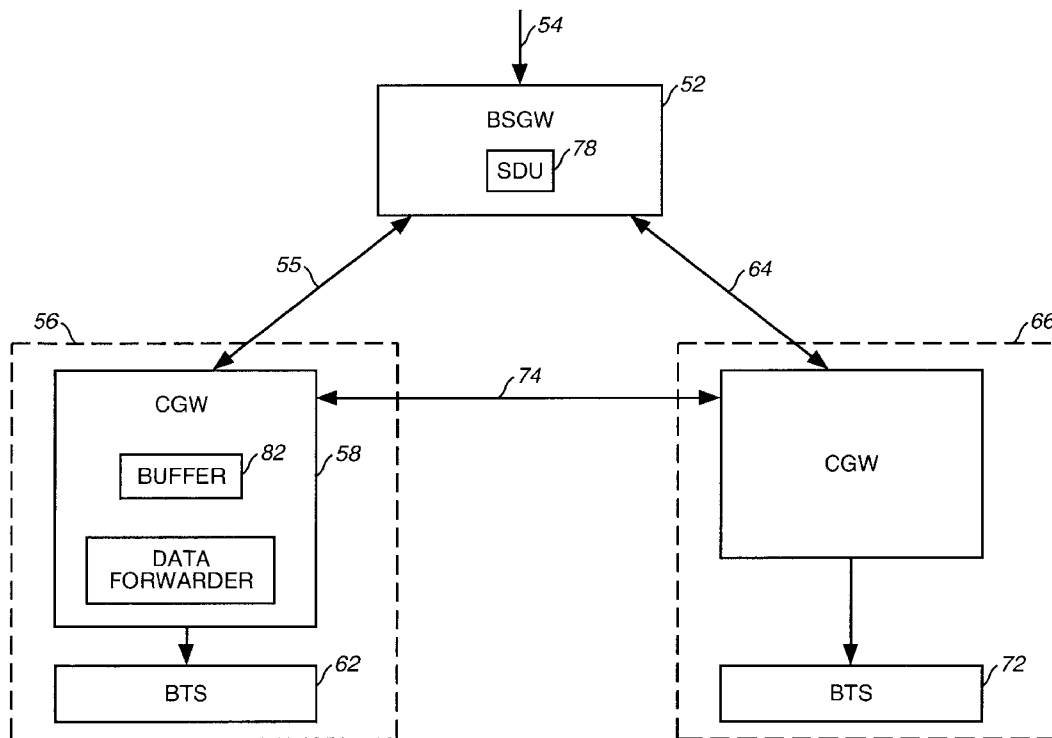 54
52
BSGW
78
SDU
55
64
56
66
74
CGW
82
58
BUFFER
CGW
DATA
FORWARDER
62
BTS
72
BTS